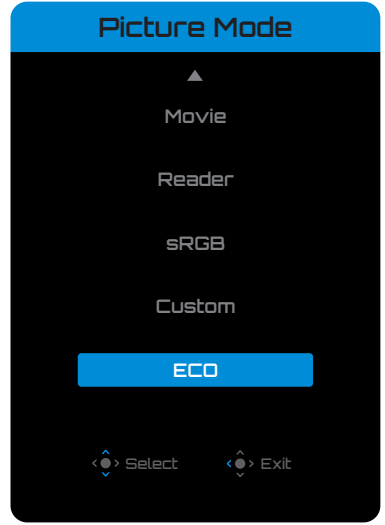 Picture Mode
Movie
Reader
sRGB
Custom
ECO
Select Exit